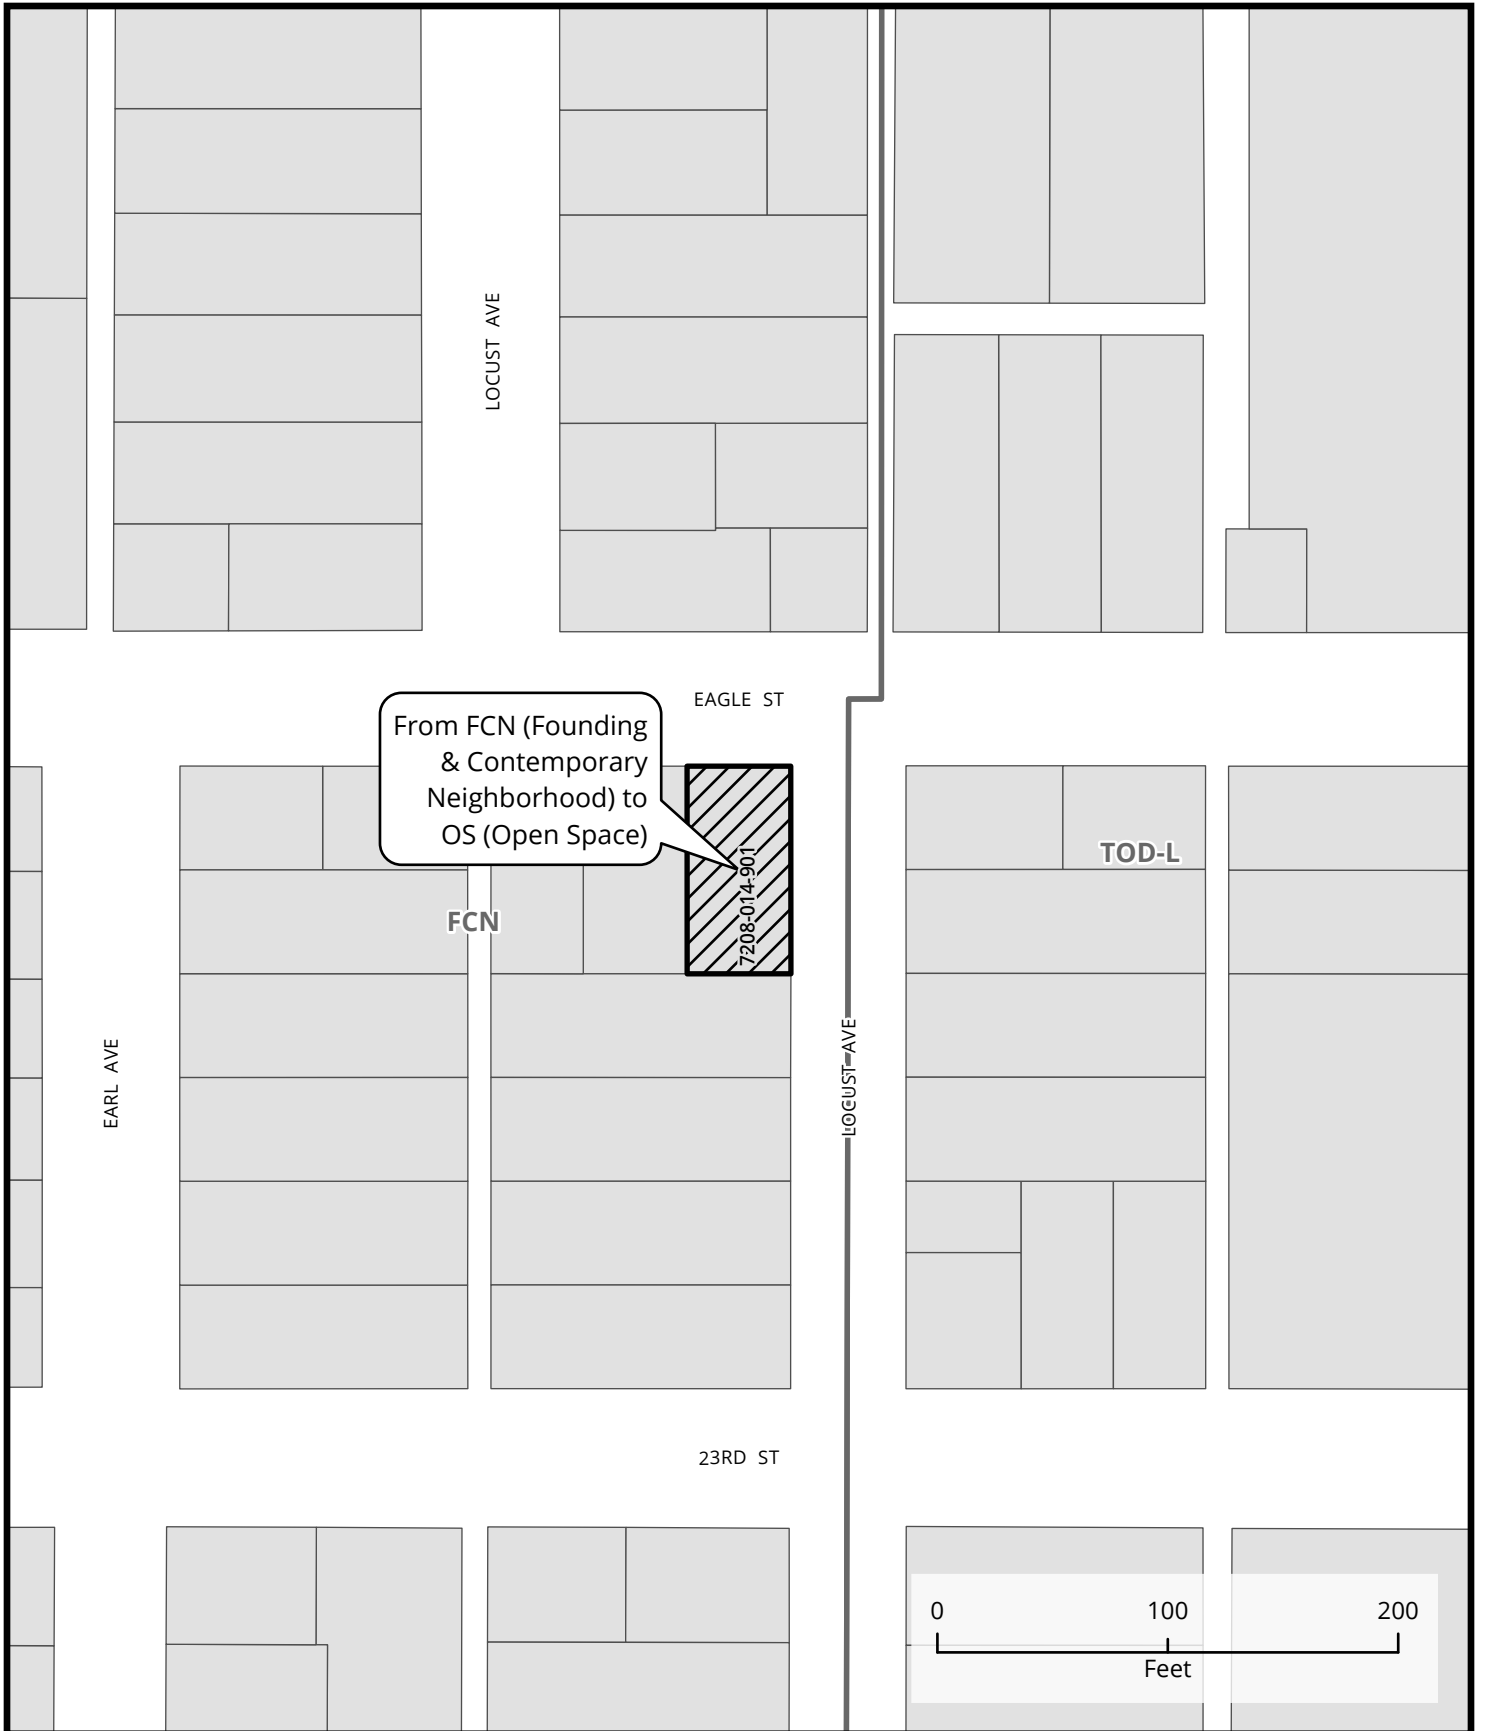 LOCUST AVE
EAGLE ST
From FCN (Founding
& Contemporary
Neighborhood) to
OS (Open Space)
7208-014-901
TOD-L
FCN
EARL AVE
LOCUST AVE
23RD ST
0 100 200
Feet